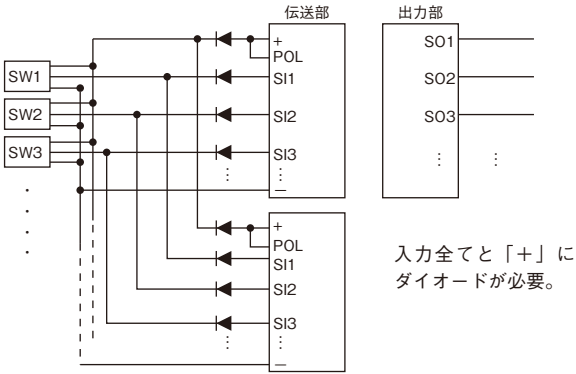 伝送部
出力部
SW1
SW2
SW3
+
POL
SI1
SI2
SI3
−
SO1
SO2
SO3
+
POL
SI1
SI2
SI3
−
入力全てと「+」に
ダイオードが必要。